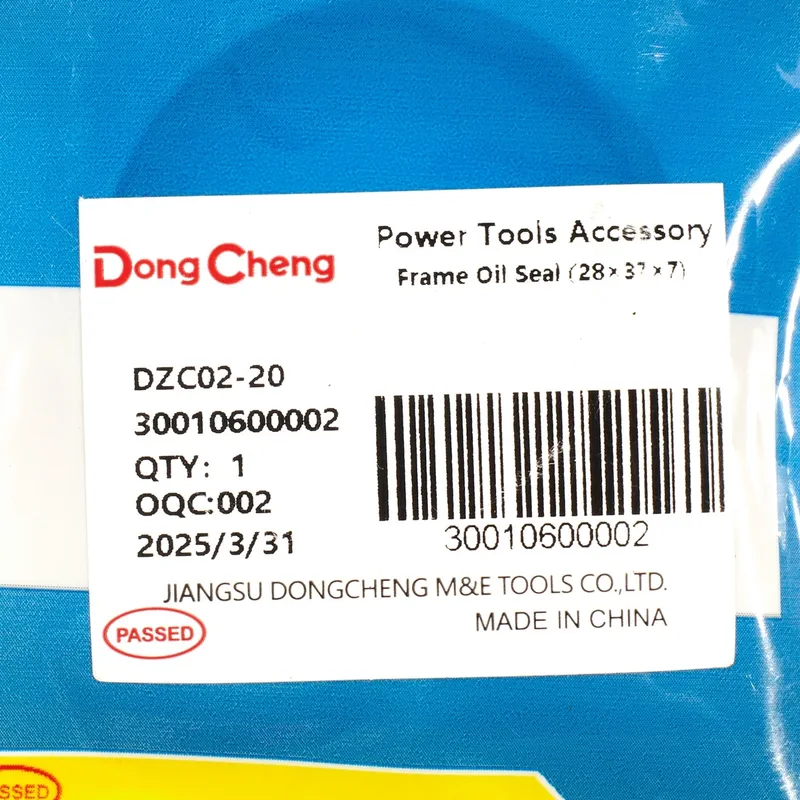 Dong Cheng
Power Tools Accessory
Frame Oil Seal (28×37×7)
DZC02-20
30010600002
QTY: 1
OQC:002
2025/3/31
30010600002
JIANGSU DONGCHENG M&E TOOLS CO.,LTD.
MADE IN CHINA
PASSED
SSED